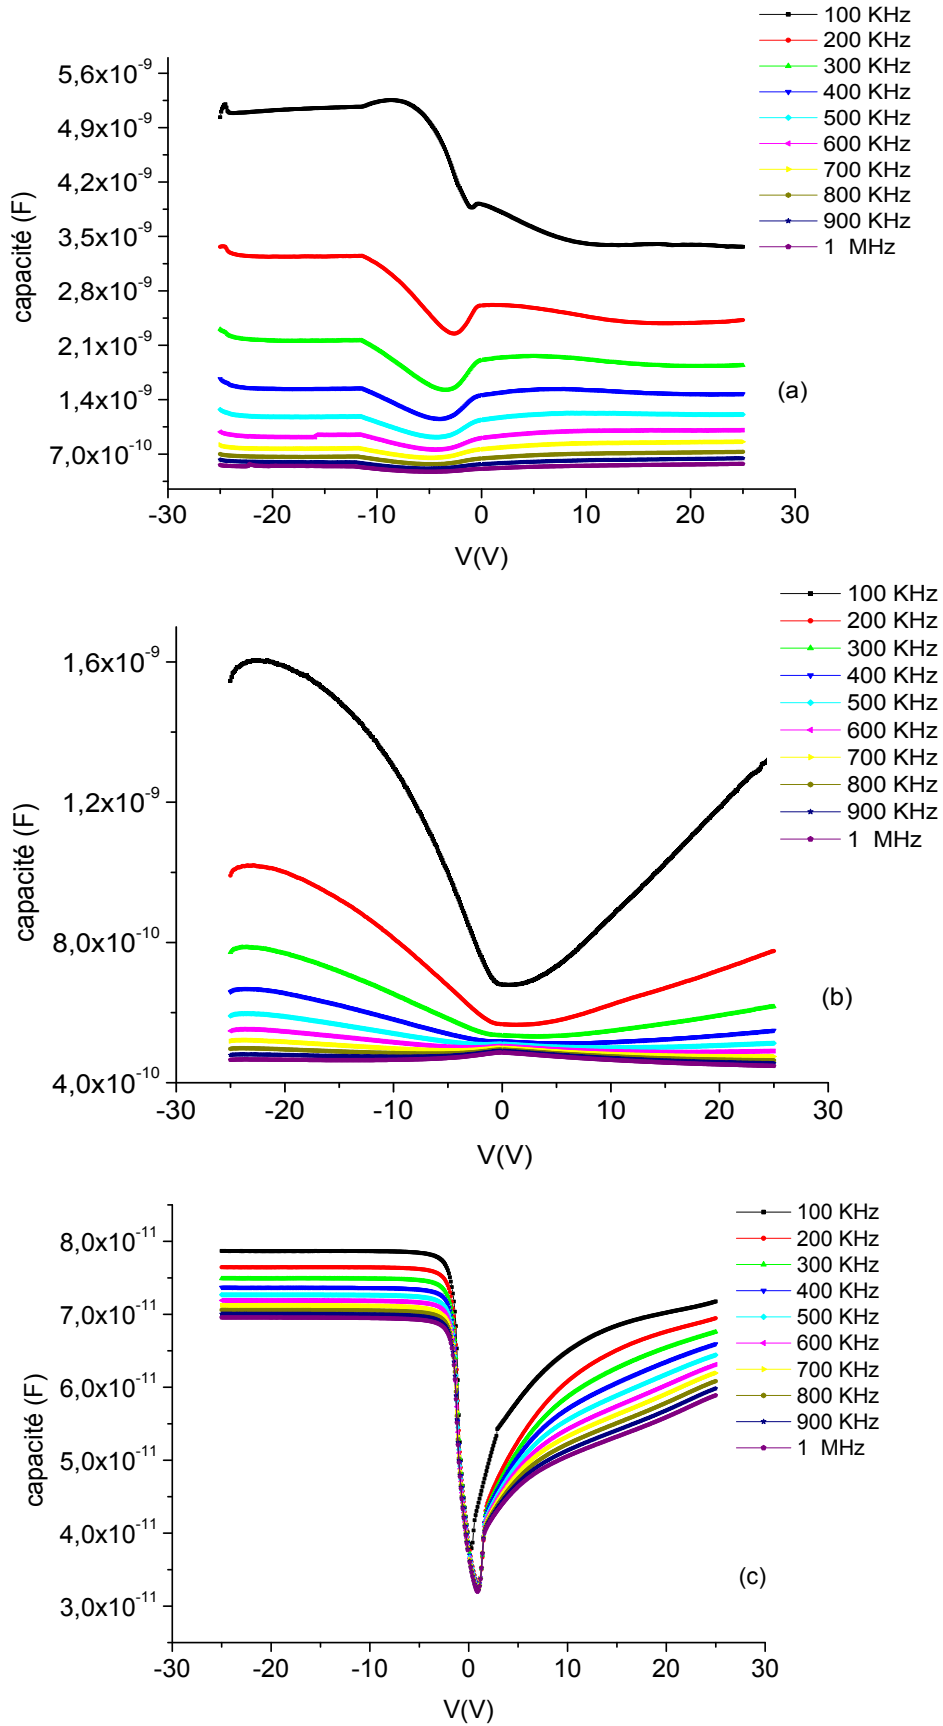 100 KHz
200 KHz
300 KHz
400 KHz
500 KHz
600 KHz
700 KHz
800 KHz
900 KHz
1 MHz
capacité (F)
5,6x10⁻⁹
4,9x10⁻⁹
4,2x10⁻⁹
3,5x10⁻⁹
2,8x10⁻⁹
2,1x10⁻⁹
1,4x10⁻⁹
7,0x10⁻¹⁰
(a)
-30 -20 -10 0 10 20 30
V(V)
100 KHz
200 KHz
300 KHz
400 KHz
500 KHz
600 KHz
700 KHz
800 KHz
900 KHz
1 MHz
capacité (F)
1,6x10⁻⁹
1,2x10⁻⁹
8,0x10⁻¹⁰
4,0x10⁻¹⁰
(b)
-30 -20 -10 0 10 20 30
V(V)
100 KHz
200 KHz
300 KHz
400 KHz
500 KHz
600 KHz
700 KHz
800 KHz
900 KHz
1 MHz
capacité (F)
8,0x10⁻¹¹
7,0x10⁻¹¹
6,0x10⁻¹¹
5,0x10⁻¹¹
4,0x10⁻¹¹
3,0x10⁻¹¹
(c)
-30 -20 -10 0 10 20 30
V(V)